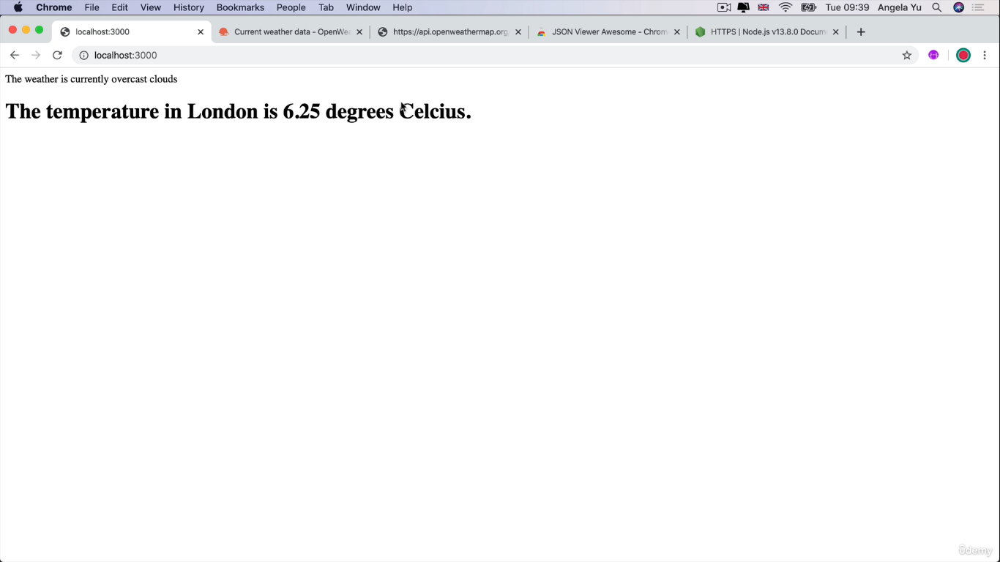 Chrome File Edit View History Bookmarks People Tab Window Help Tue 09:39 Angela Yu
localhost:3000 Current weather data - OpenWea https://api.openweathermap.org JSON Viewer Awesome - Chrom HTTPS | Node.js v13.8.0 Docum
localhost:3000
The weather is currently overcast clouds
The temperature in London is 6.25 degrees Celcius.
ûdemy